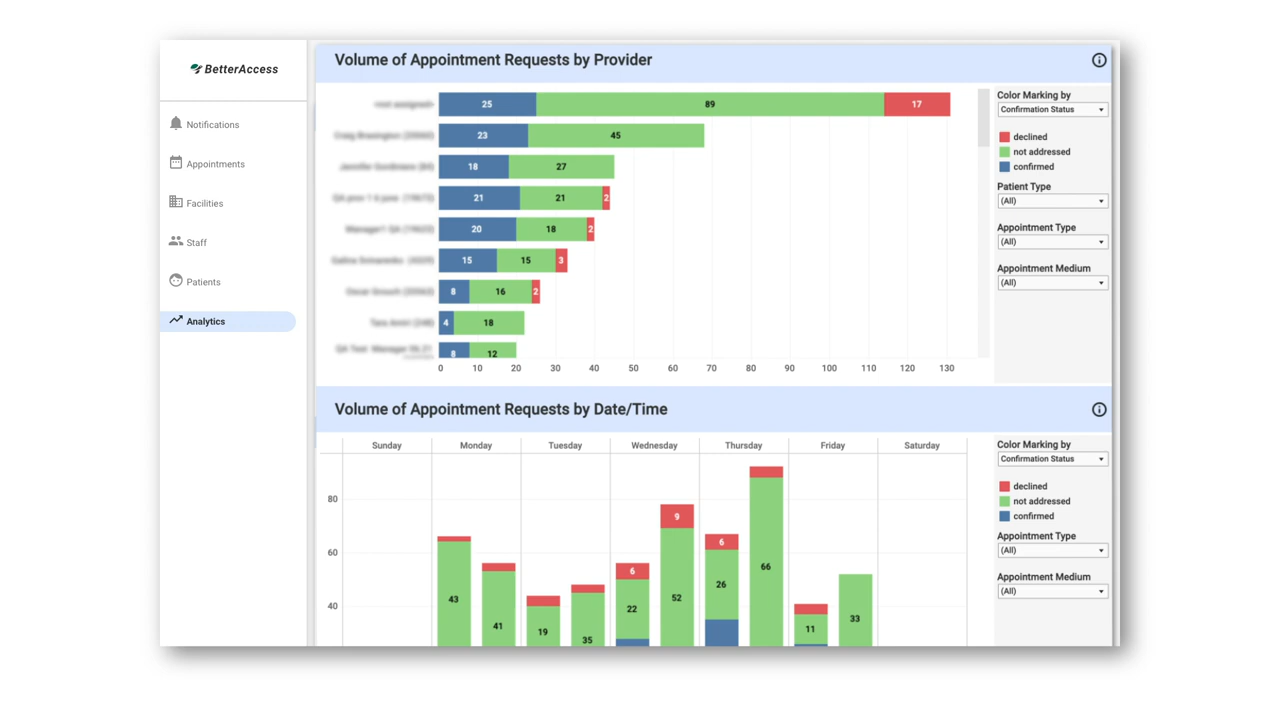 BetterAccess
Notifications
Appointments
Facilities
Staff
Patients
Analytics
Volume of Appointment Requests by Provider
25 89 17
23 45
18 27
21 21 2
20 18 2
15 15 3
8 16 2
4 18
8 12
0 10 20 30 40 50 60 70 80 90 100 110 120 130
Color Marking by
Confirmation Status
declined
not addressed
confirmed
Patient Type
(All)
Appointment Type
(All)
Appointment Medium
(All)
Volume of Appointment Requests by Date/Time
Sunday Monday Tuesday Wednesday Thursday Friday Saturday
80
60
40
43 41 19 35 6 22 9 52 6 26 66 11 33
Color Marking by
Confirmation Status
declined
not addressed
confirmed
Appointment Type
(All)
Appointment Medium
(All)